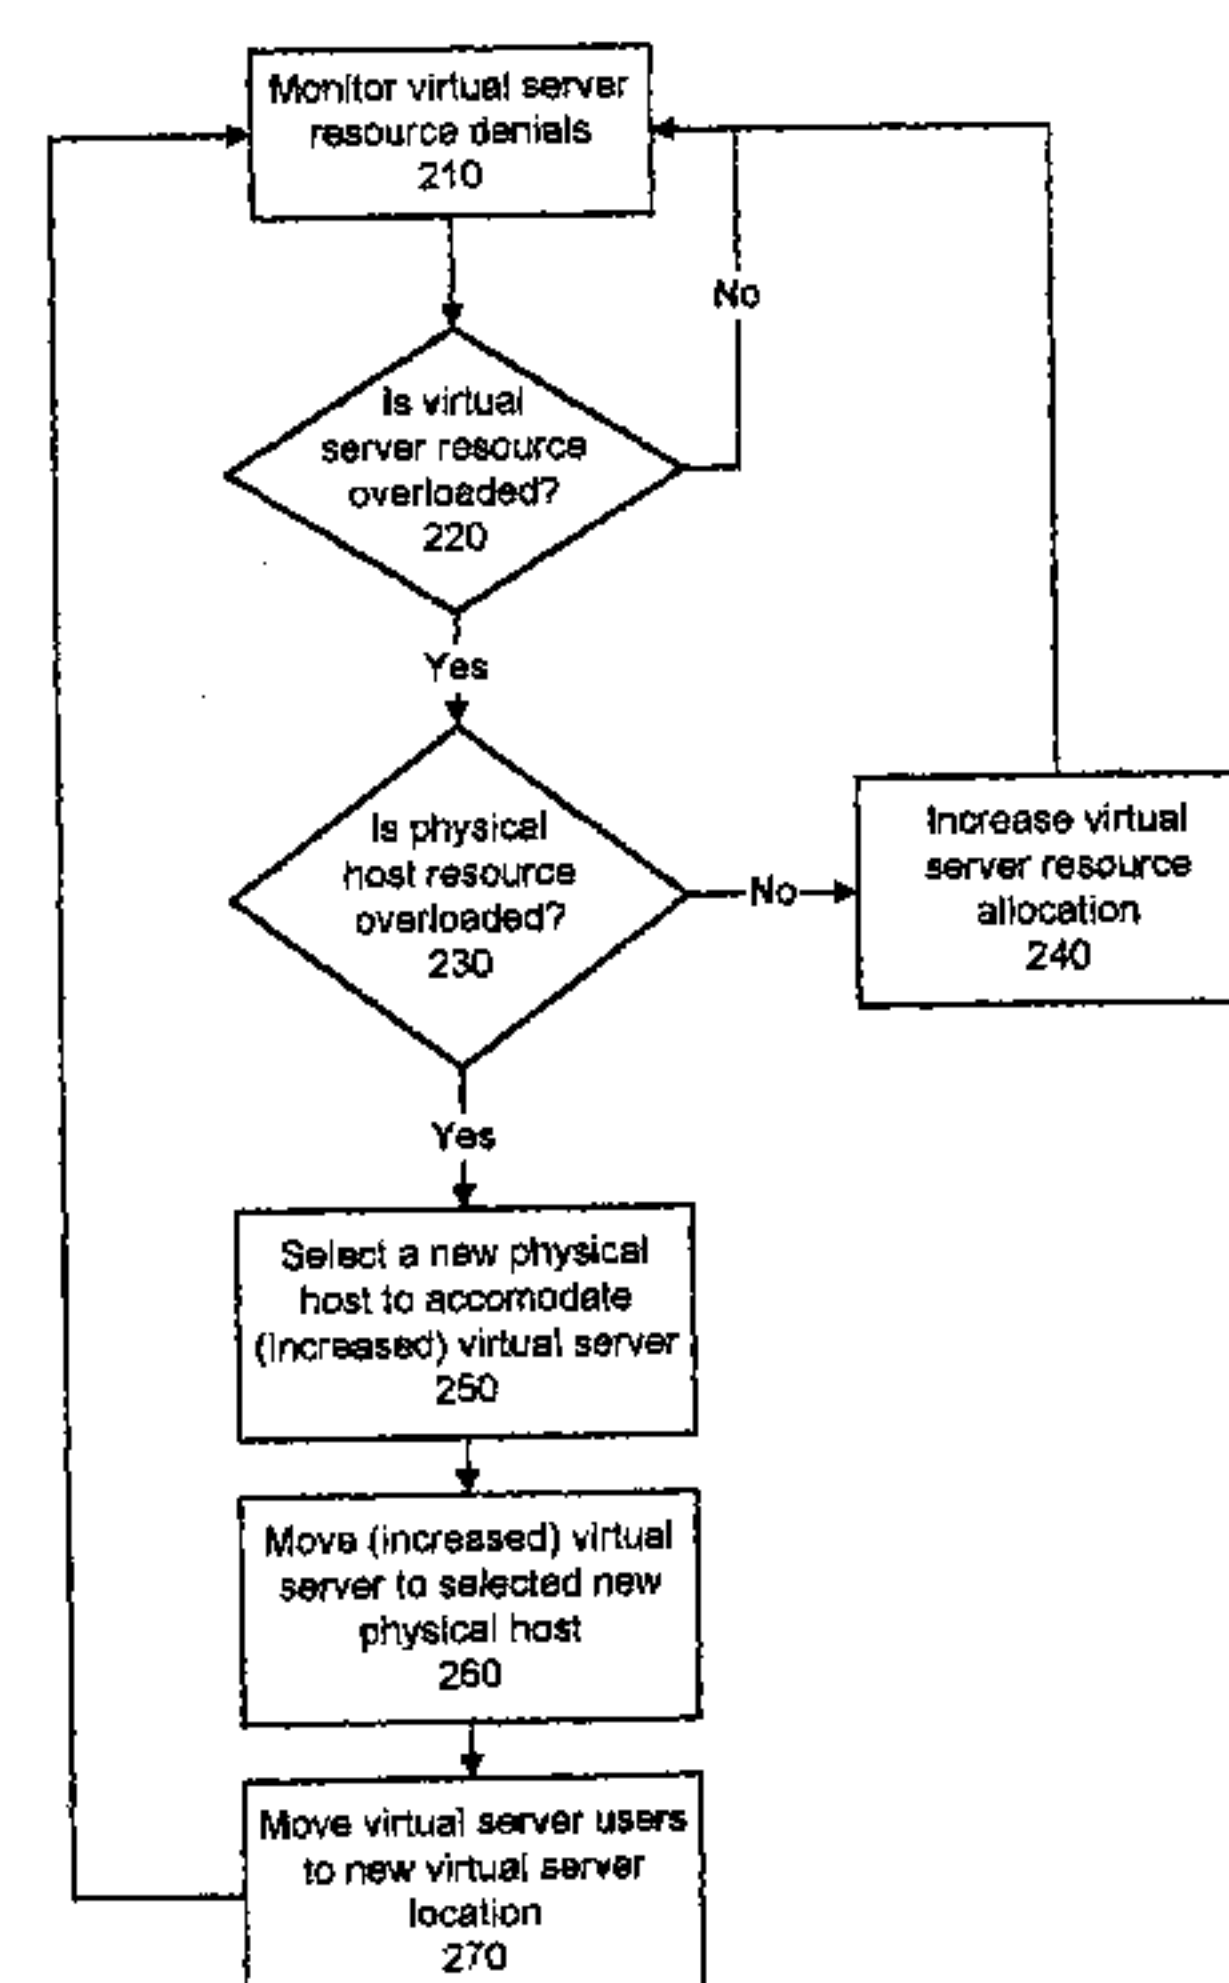 Monitor virtual server
resource denials
210
No
Is virtual
server resource
overloaded?
220
Yes
Is physical
host resource
overloaded?
230
No
Increase virtual
server resource
allocation
240
Yes
Select a new physical
host to accomodate
(increased) virtual server
250
Move (increased) virtual
server to selected new
physical host
260
Move virtual server users
to new virtual server
location
270